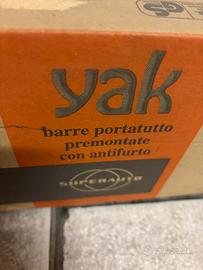 yak
barre portatutto
premontate
con antifurto
SUPERAUTO